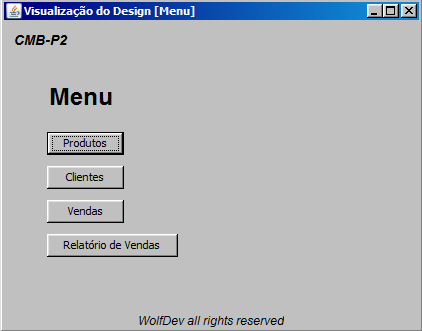 Visualização do Design [Menu]
CMB-P2
Menu
Produtos
Clientes
Vendas
Relatório de Vendas
WolfDev all rights reserved